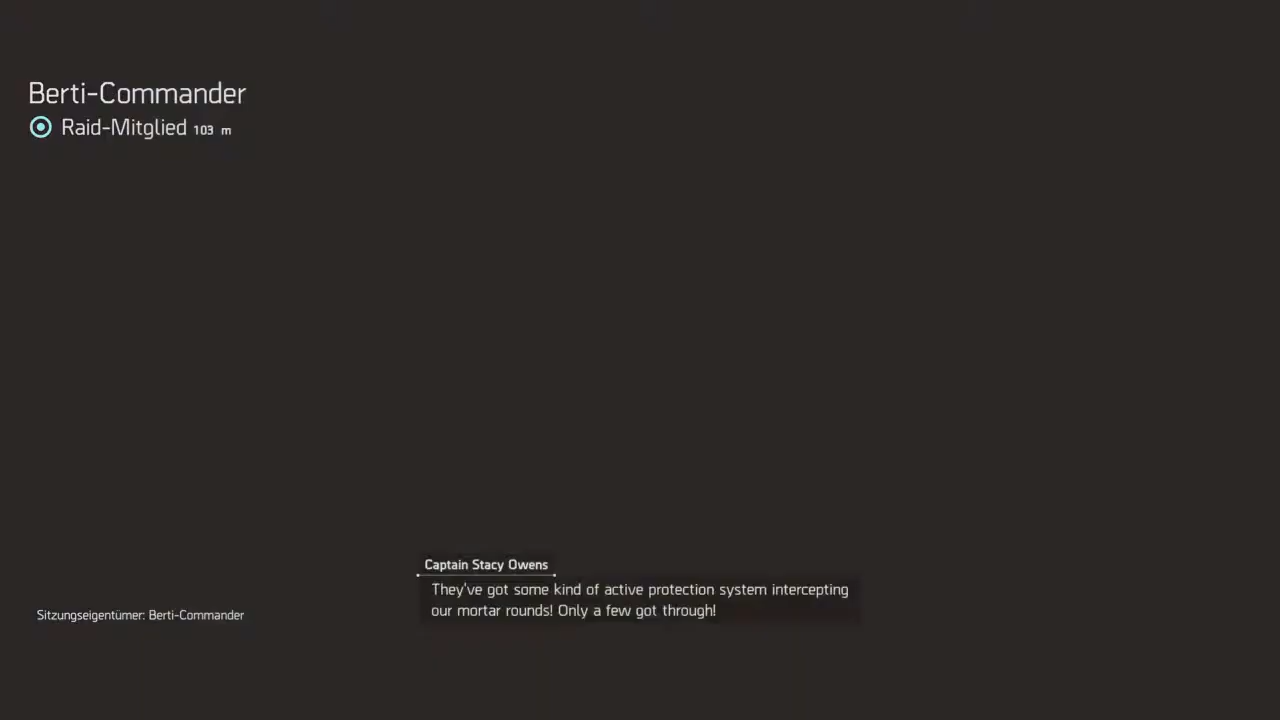 Berti-Commander
Raid-Mitglied 103 m
Captain Stacy Owens
They've got some kind of active protection system intercepting
our mortar rounds! Only a few got through!
Sitzungseigentümer: Berti-Commander